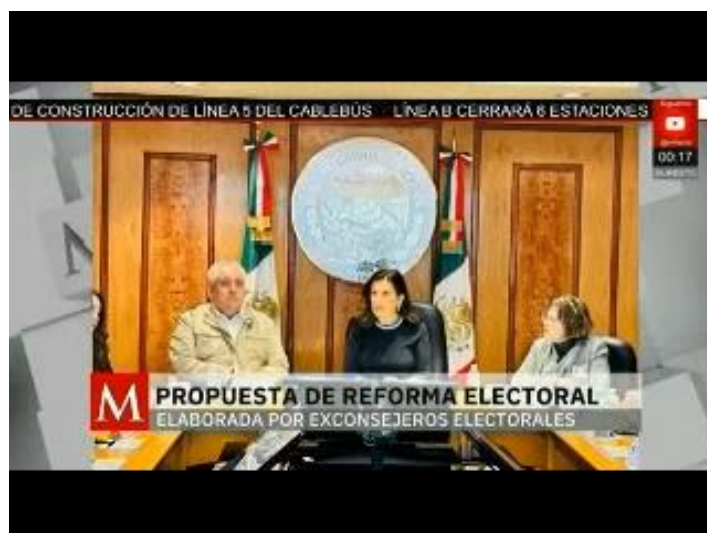 DE CONSTRUCCIÓN DE LÍNEA 5 DEL CABLEBÚS LÍNEA B CERRARÁ 6 ESTACIONES
00:17
M PROPUESTA DE REFORMA ELECTORAL
ELABORADA POR EXCONSEJEROS ELECTORALES